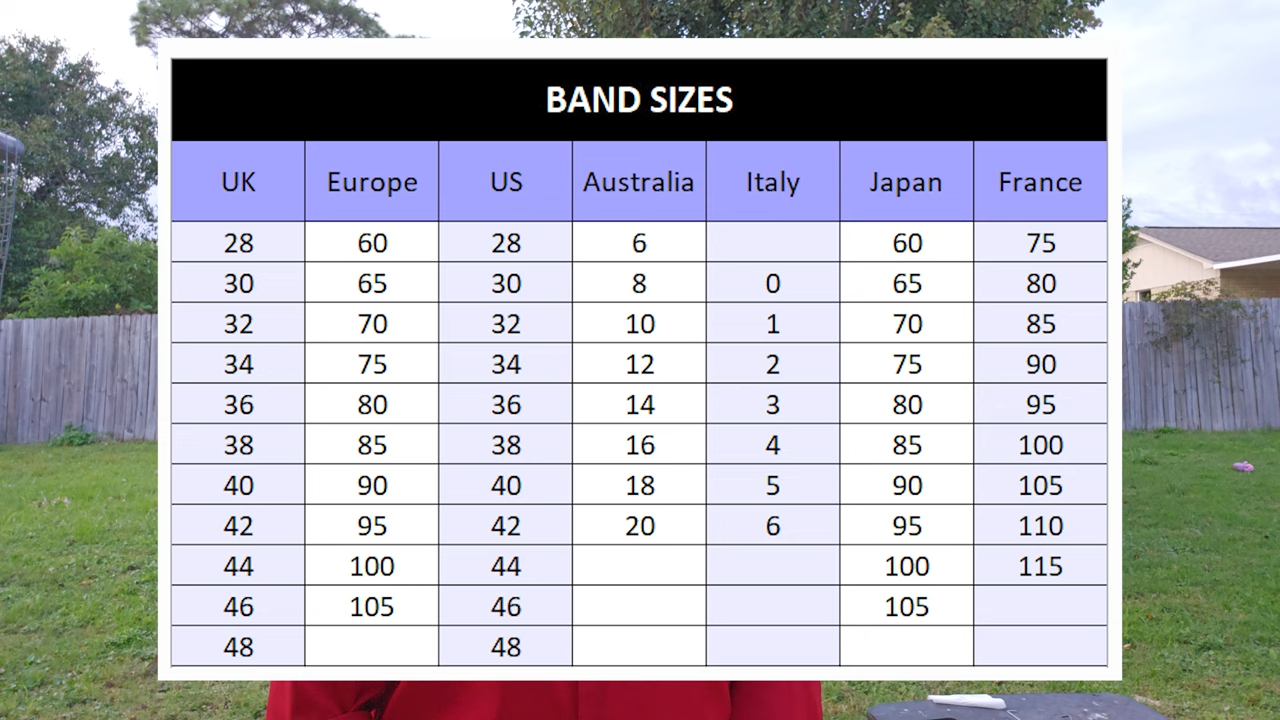 BAND SIZES
UK Europe US Australia Italy Japan France
28 60 28 6 60 75
30 65 30 8 0 65 80
32 70 32 10 1 70 85
34 75 34 12 2 75 90
36 80 36 14 3 80 95
38 85 38 16 4 85 100
40 90 40 18 5 90 105
42 95 42 20 6 95 110
44 100 44 100 115
46 105 46 105
48 48